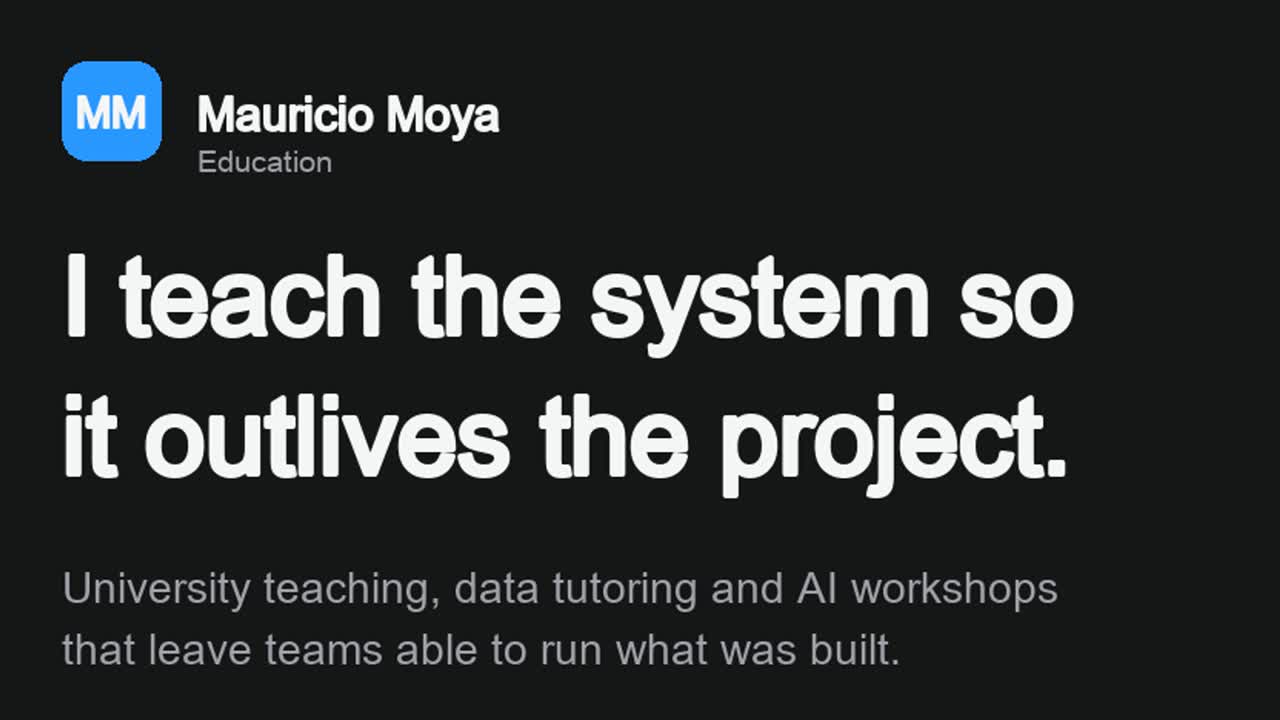 MM
Mauricio Moya
Education
I teach the system so
it outlives the project.
University teaching, data tutoring and AI workshops
that leave teams able to run what was built.